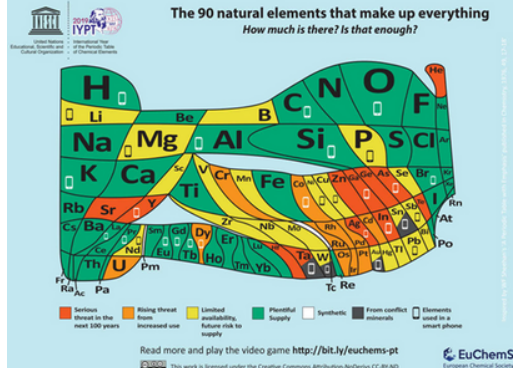 The 90 natural elements that make up everything
How much is there? Is that enough?
United Nations
Educational, Scientific and
Cultural Organization
2019
IYPT
International Year
of the Periodic Table
of Chemical Elements
H He
Li Be B C N O F Ne
Na Mg Al Si P S Cl Ar
K Ca Sc Ti V Cr Mn Fe Co Ni Cu Zn Ga Ge As Se Br Kr
Rb Sr Y Zr Nb Mo Rh Ag Cd In Sn Sb I
Cs Ba La Ce Pr Nd Sm Eu Gd Tb Dy Ho Er Tm Yb Lu Ta W Os Ir Au Hg Tl Pb Bi Po At Rn
Ru Pd Re Tc
Fr Ra Ac Th Pa U Pm
Serious
threat in the
next 100 years
Rising threat
from increased
use
Limited
availability,
future risk to
supply
Plentiful
Supply
Synthetic
From conflict
minerals
Elements
used in a
smart phone
Read more and play the video game http://bit.ly/euchems-pt
This work is licensed under the Creative Commons Attribution-NoDerivs CC-BY-ND
EuChemS
European Chemical Society